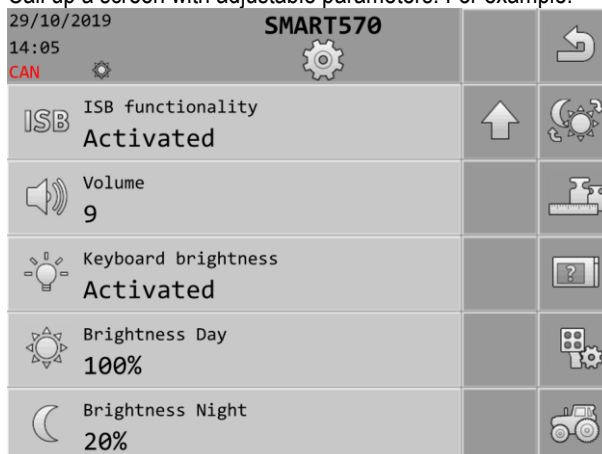 Call up a screen with adjustable parameters. For example:
29/10/2019
SMART570
14:05
CAN
ISB
ISB functionality
Activated
Volume
9
Keyboard brightness
Activated
Brightness Day
100%
Brightness Night
20%
?